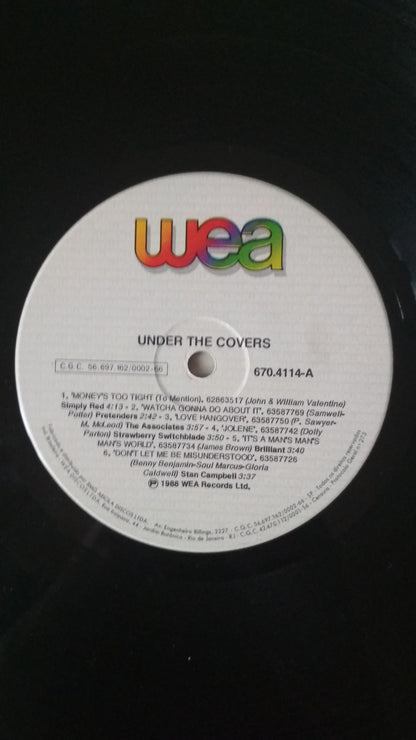 wea
UNDER THE COVERS
C.G.C. 56.697.162/0002-66
670.4114-A
1. 'MONEY'S TOO TIGHT (To Mention), 62863517 (John & William Valentine)
Simply Red 4:13 - 2. 'WATCHA GONNA DO ABOUT IT', 63587769 (Samwell-
Potter) Pretenders 2:42 - 3. 'LOVE HANGOVER', 63587750 (P. Sawyer-
M. McLeod) The Associates 3:57 - 4. 'JOLENE', 63587742 (Dolly
Parton) Strawberry Switchblade 3:50 - 5. 'IT'S A MAN'S MAN'S
MAN'S WORLD', 63587734 (James Brown) Brilliant 3:40
6. 'DON'T LET ME BE MISUNDERSTOOD', 63587726
(Benny Benjamin-Soul Marcus-Gloria
Caldwell) Stan Campbell 3:37
℗ 1988 WEA Records Ltd.